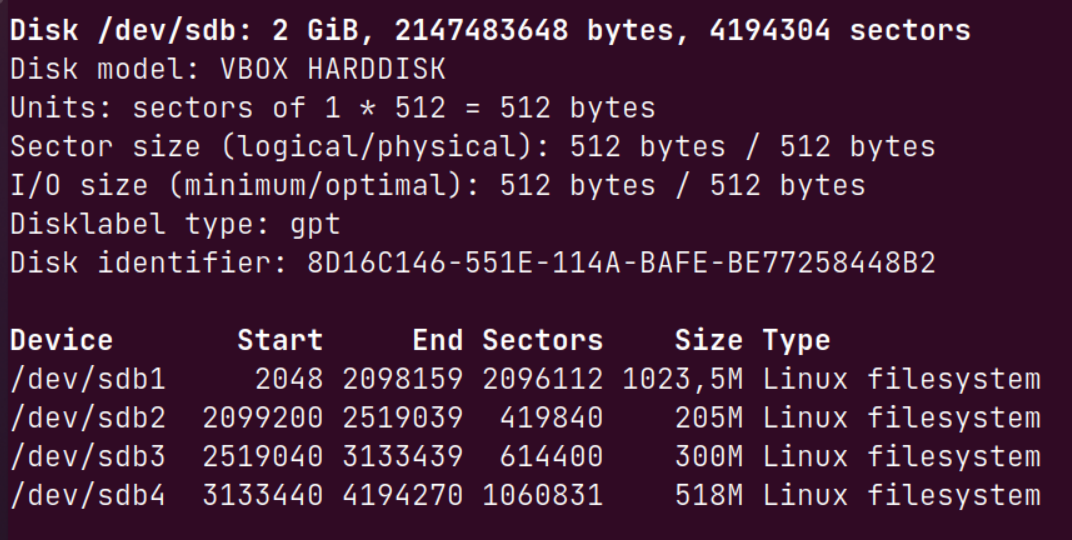 Disk /dev/sdb: 2 GiB, 2147483648 bytes, 4194304 sectors
Disk model: VBOX HARDDISK
Units: sectors of 1 * 512 = 512 bytes
Sector size (logical/physical): 512 bytes / 512 bytes
I/O size (minimum/optimal): 512 bytes / 512 bytes
Disklabel type: gpt
Disk identifier: 8D16C146-551E-114A-BAFE-BE77258448B2
Device Start End Sectors Size Type
/dev/sdb1 2048 2098159 2096112 1023,5M Linux filesystem
/dev/sdb2 2099200 2519039 419840 205M Linux filesystem
/dev/sdb3 2519040 3133439 614400 300M Linux filesystem
/dev/sdb4 3133440 4194270 1060831 518M Linux filesystem